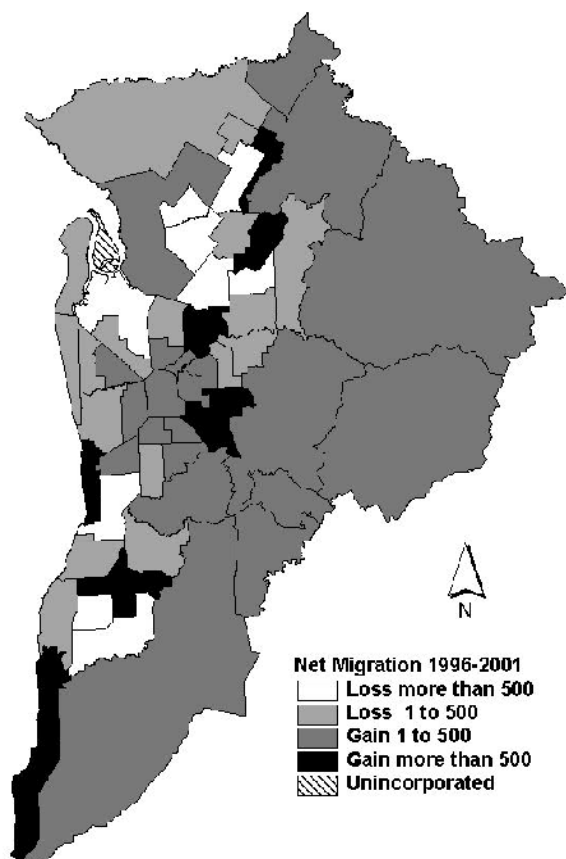 N
Net Migration 1996-2001
Loss more than 500
Loss 1 to 500
Gain 1 to 500
Gain more than 500
Unincorporated